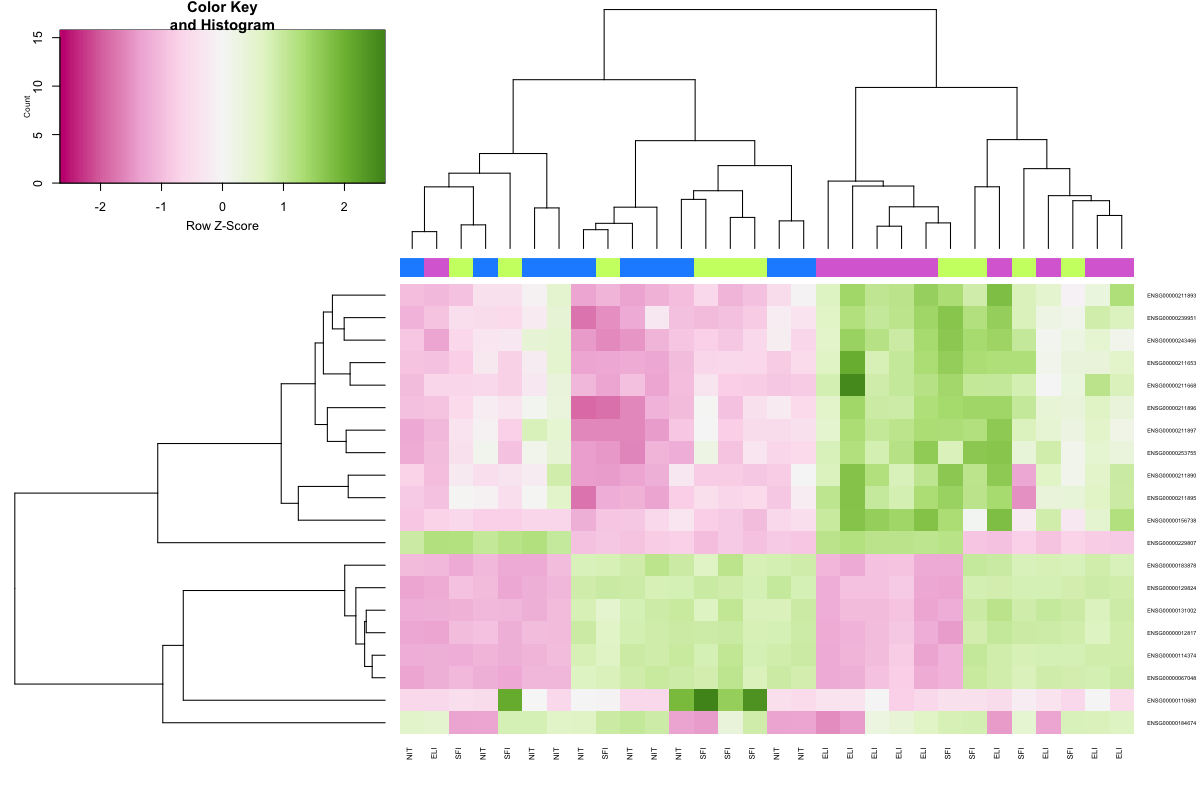 Color Key
and Histogram
Count
0
5
10
15
-2
-1
0
1
2
Row Z-Score
ENSG00000211893
ENSG00000239951
ENSG00000243466
ENSG00000211653
ENSG00000211668
ENSG00000211896
ENSG00000211897
ENSG00000253755
ENSG00000211890
ENSG00000211895
ENSG00000156738
ENSG00000229807
ENSG00000183878
ENSG00000129824
ENSG00000131002
ENSG00000012817
ENSG00000114374
ENSG00000067048
ENSG00000110680
ENSG00000184674
NIT
ELI
SFI
NIT
SFI
NIT
NIT
NIT
SFI
NIT
NIT
NIT
SFI
SFI
SFI
NIT
NIT
ELI
ELI
ELI
ELI
ELI
SFI
SFI
ELI
SFI
ELI
SFI
ELI
ELI